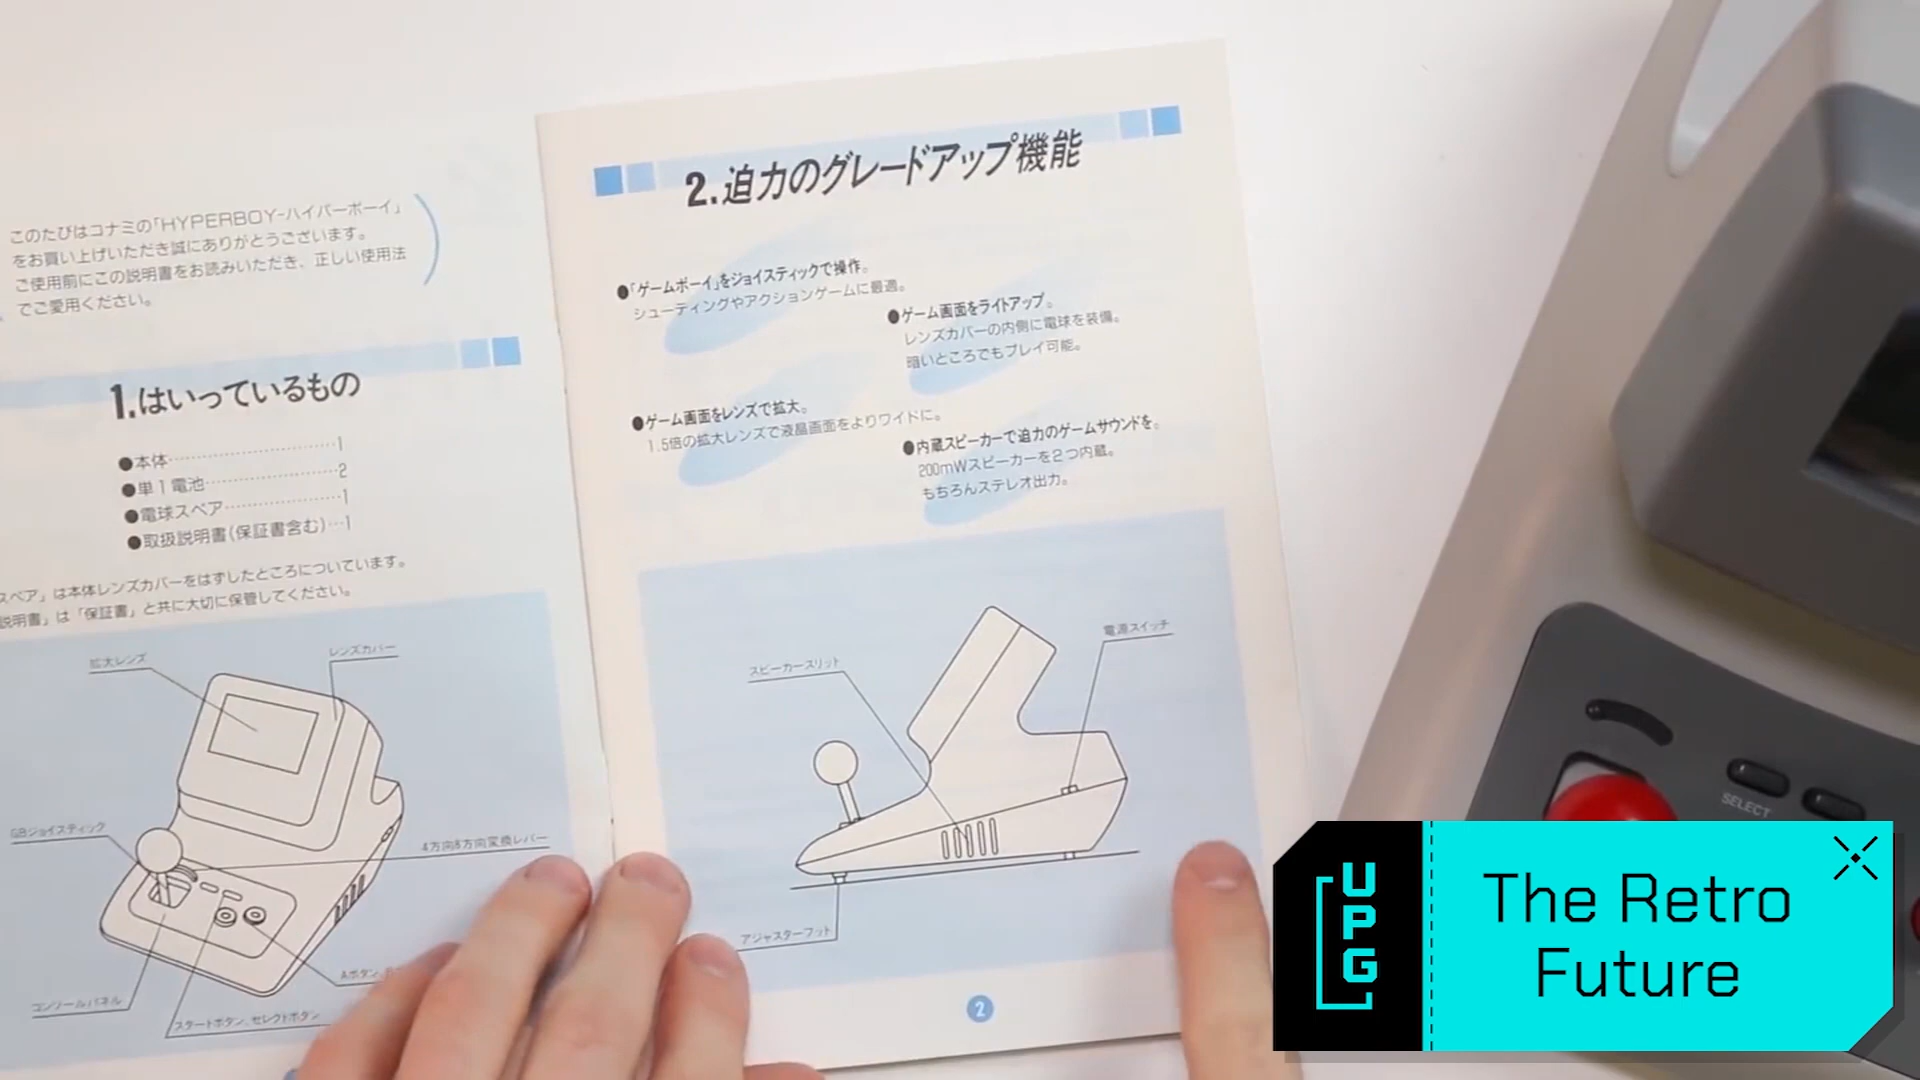 このたびはコナミの「HYPERBOY-ハイパーボーイ」
をお買い上げいただき誠にありがとうございます。
ご使用前にこの説明書をお読みいただき、正しい使用法
でご愛用ください。
1.はいっているもの
●本体…………………1
●単1電池………………2
●電球スペア……………1
●取扱説明書(保証書含む)…1
スペア」は本体レンズカバーをはずしたところについています。
説明書」は「保証書」と共に大切に保管してください。
拡大レンズ
レンズカバー
GBジョイスティック
4方向8方向変換レバー
Aボタン、
コンソールパネル
スタートボタン、セレクトボタン
2.迫力のグレードアップ機能
●「ゲームボーイ」をジョイスティックで操作。
シューティングやアクションゲームに最適。
●ゲーム画面をライトアップ。
レンズカバーの内側に電球を装備。
暗いところでもプレイ可能。
●ゲーム画面をレンズで拡大。
1.5倍の拡大レンズで液晶画面をよりワイドに。
●内蔵スピーカーで迫力のゲームサウンドを。
200mWスピーカーを2つ内蔵。
もちろんステレオ出力。
スピーカースリット
電源スイッチ
アジャスターフット
2
SELECT
UPG
The Retro
Future